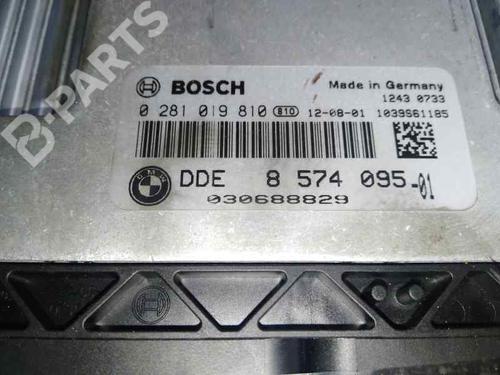 B-PARTS
BOSCH
Made in Germany
1243 0733
0 281 019 810 810 12-08-01 1039S61185
BMW
DDE 8 574 095-01
030688829